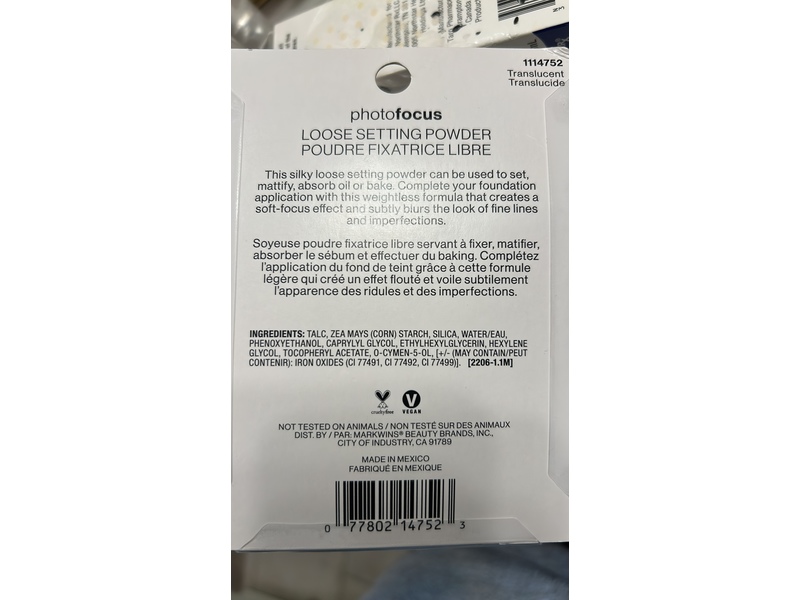 1114752
Translucent
Translucide
photofocus
LOOSE SETTING POWDER
POUDRE FIXATRICE LIBRE
This silky loose setting powder can be used to set,
mattify, absorb oil or bake. Complete your foundation
application with this weightless formula that creates a
soft-focus effect and subtly blurs the look of fine lines
and imperfections.
Soyeuse poudre fixatrice libre servant à fixer, matifier,
absorber le sébum et effectuer du baking. Complétez
l'application du fond de teint grâce à cette formule
légère qui créé un effet flouté et voile subtilement
l'apparence des ridules et des imperfections.
INGREDIENTS: TALC, ZEA MAYS (CORN) STARCH, SILICA, WATER/EAU,
PHENOXYETHANOL, CAPRYLYL GLYCOL, ETHYLHEXYLGLYCERIN, HEXYLENE
GLYCOL, TOCOPHERYL ACETATE, O-CYMEN-5-OL, [+/- (MAY CONTAIN/PEUT
CONTENIR): IRON OXIDES (CI 77491, CI 77492, CI 77499)]. [2206-1.1M]
crueltyfree
V
VEGAN
NOT TESTED ON ANIMALS / NON TESTÉ SUR DES ANIMAUX
DIST. BY / PAR: MARKWINS® BEAUTY BRANDS, INC.,
CITY OF INDUSTRY, CA 91789
MADE IN MEXICO
FABRIQUÉ EN MEXIQUE
0 77802 14752 3